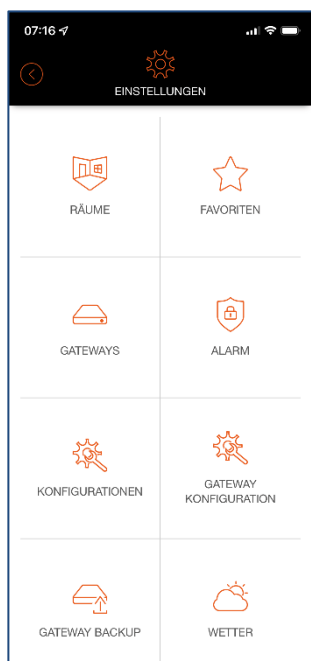 07:16
EINSTELLUNGEN
RÄUME
FAVORITEN
GATEWAYS
ALARM
KONFIGURATIONEN
GATEWAY
KONFIGURATION
GATEWAY BACKUP
WETTER